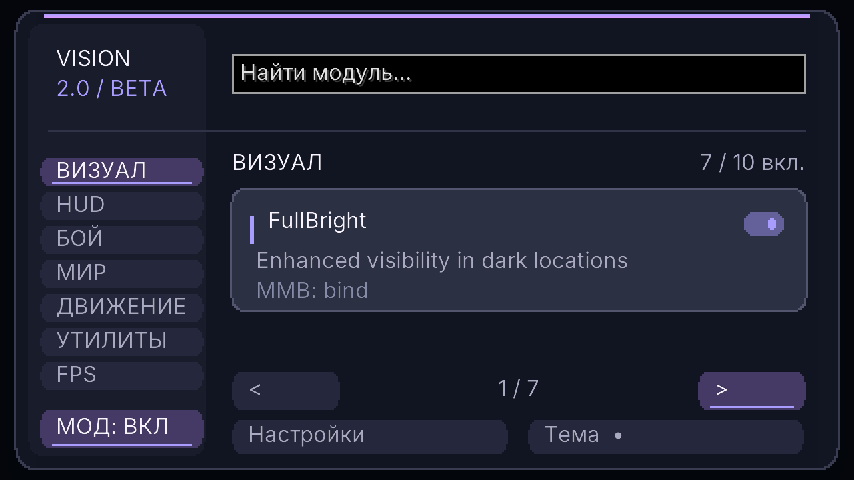 VISION
2.0 / BETA
Найти модуль...
ВИЗУАЛ
HUD
БОЙ
МИР
ДВИЖЕНИЕ
УТИЛИТЫ
FPS
МОД: ВКЛ
ВИЗУАЛ
7 / 10 вкл.
FullBright
Enhanced visibility in dark locations
MMB: bind
<
1 / 7
>
Настройки
Тема •